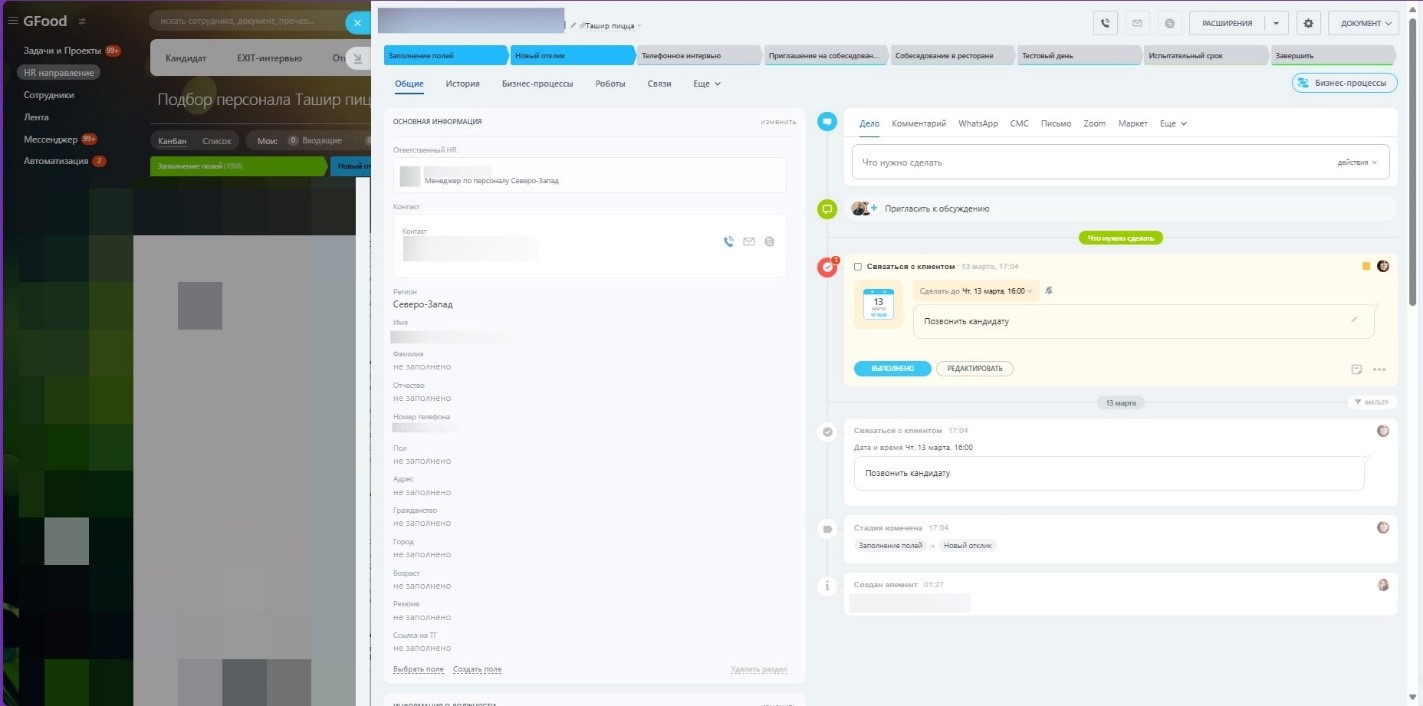 GFood
искать сотрудника, документ, прочее...
Задачи и Проекты 99+
HR направление
Сотрудники
Лента
Мессенджер 99+
Автоматизация 2
Кандидат EXIT-интервью
Подбор персонала Ташир пиц
Канбан Список Мои: 0 Входящие
Заполнение полей (1993)
Новый от
Ташир пицца
РАСШИРЕНИЯ
ДОКУМЕНТ
Заполнение полей
Новый отклик
Телефонное интервью
Приглашение на собеседован...
Собеседование в ресторане
Тестовый день
Испытательный срок
Завершить
Общие История Бизнес-процессы Роботы Связи Еще
Бизнес-процессы
ОСНОВНАЯ ИНФОРМАЦИЯ
изменить
Ответственный HR
Менеджер по персоналу Северо-Запад
Контакт
Контакт
Регион
Северо-Запад
Имя
Фамилия
не заполнено
Отчество
не заполнено
Номер телефона
Пол
не заполнено
Адрес
не заполнено
Гражданство
не заполнено
Город
не заполнено
Возраст
не заполнено
Резюме
не заполнено
Ссылка на ТГ
не заполнено
Выбрать поле Создать поле
Удалить раздел
ИНФОРМАЦИЯ О ДОЛЖНОСТИ
Дело Комментарий WhatsApp СМС Письмо Zoom Маркет Еще
Что нужно сделать
действия
Пригласить к обсуждению
Что нужно сделать
1
Связаться с клиентом 13 марта, 17:04
Сделать до Чт, 13 марта, 16:00
13
марта
Позвонить кандидату
ВЫПОЛНЕНО
РЕДАКТИРОВАТЬ
13 марта
ФИЛЬТР
Связаться с клиентом 17:04
Дата и время Чт, 13 марта, 16:00
Позвонить кандидату
Стадия изменена 17:04
Заполнение полей → Новый отклик
Создан элемент 01:27